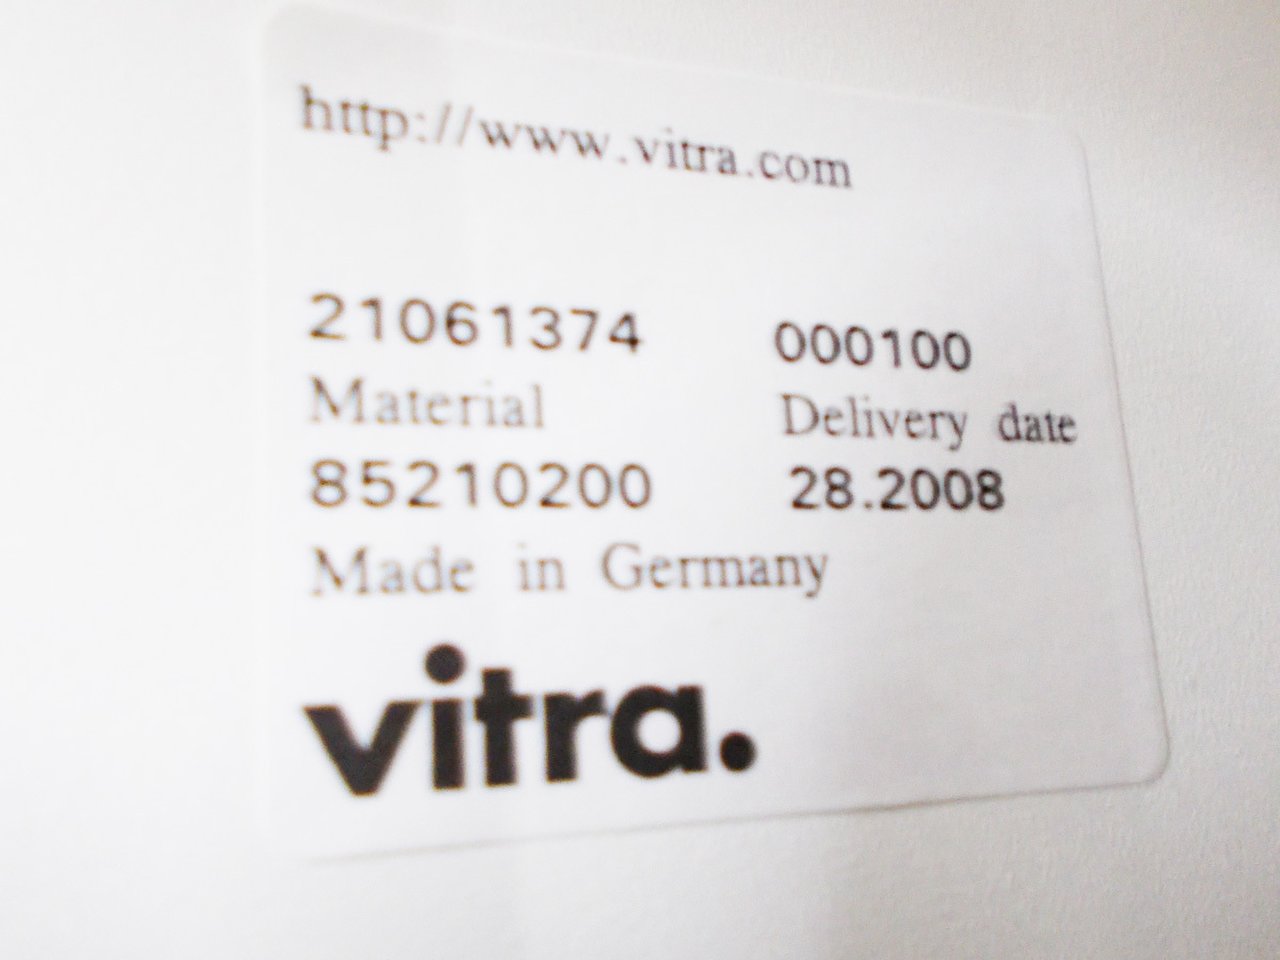 http://www.vitra.com
21061374 000100
Material Delivery date
85210200 28.2008
Made in Germany
vitra.